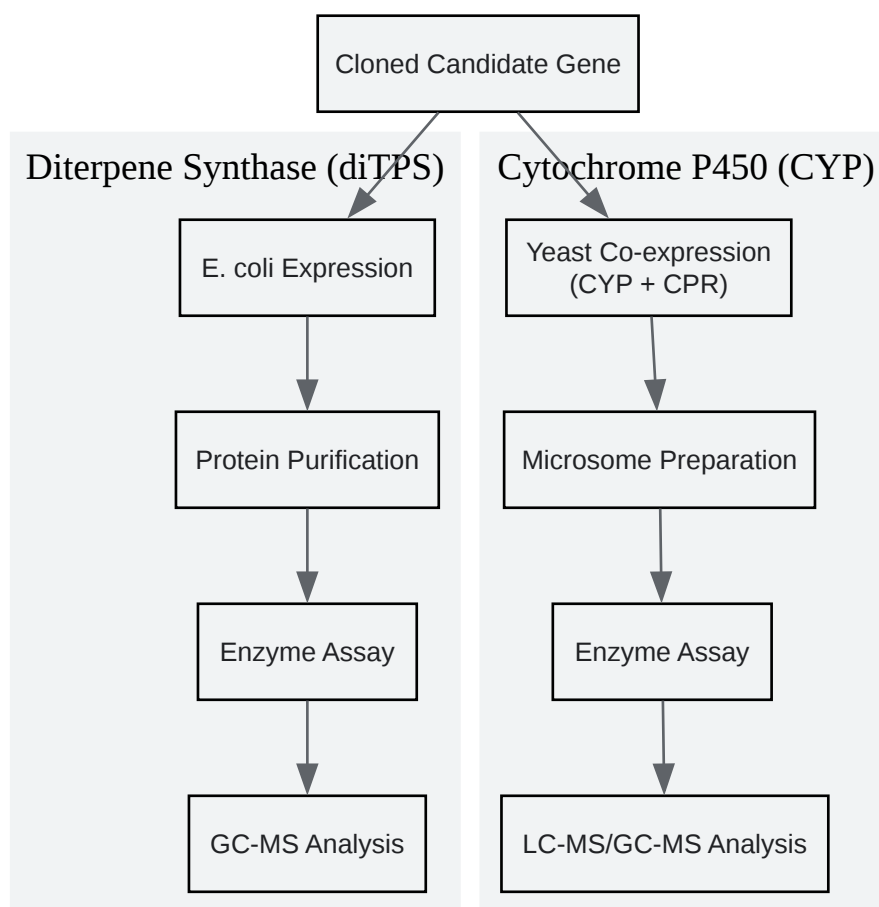 Cloned Candidate Gene
Diterpene Synthase (diTPS)
E. coli Expression
Protein Purification
Enzyme Assay
GC-MS Analysis
Cytochrome P450 (CYP)
Yeast Co-expression
(CYP + CPR)
Microsome Preparation
Enzyme Assay
LC-MS/GC-MS Analysis